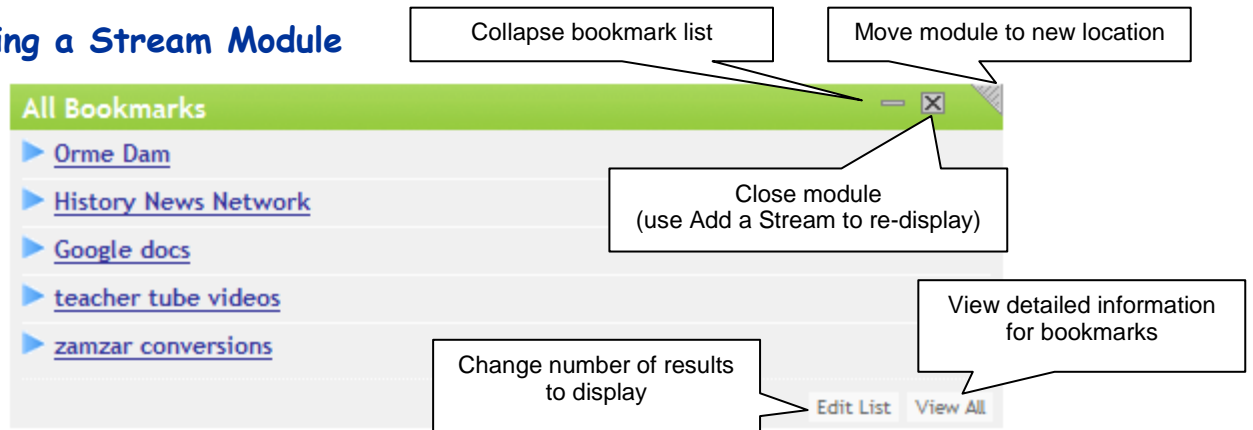 ing a Stream Module
Collapse bookmark list
Move module to new location
All Bookmarks
Orme Dam
History News Network
Close module
(use Add a Stream to re-display)
Google docs
teacher tube videos
zamzar conversions
View detailed information
for bookmarks
Change number of results
to display
Edit List View All